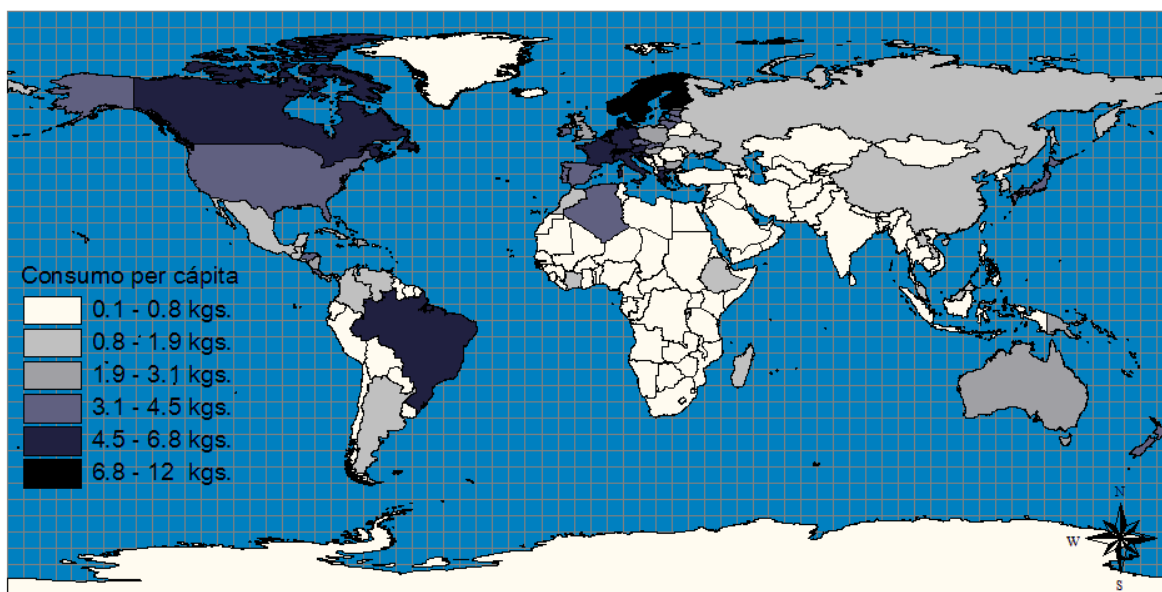 Consumo per cápita
0.1 - 0.8 kgs.
0.8 - 1.9 kgs.
1.9 - 3.1 kgs.
3.1 - 4.5 kgs.
4.5 - 6.8 kgs.
6.8 - 12 kgs.
N
W
S